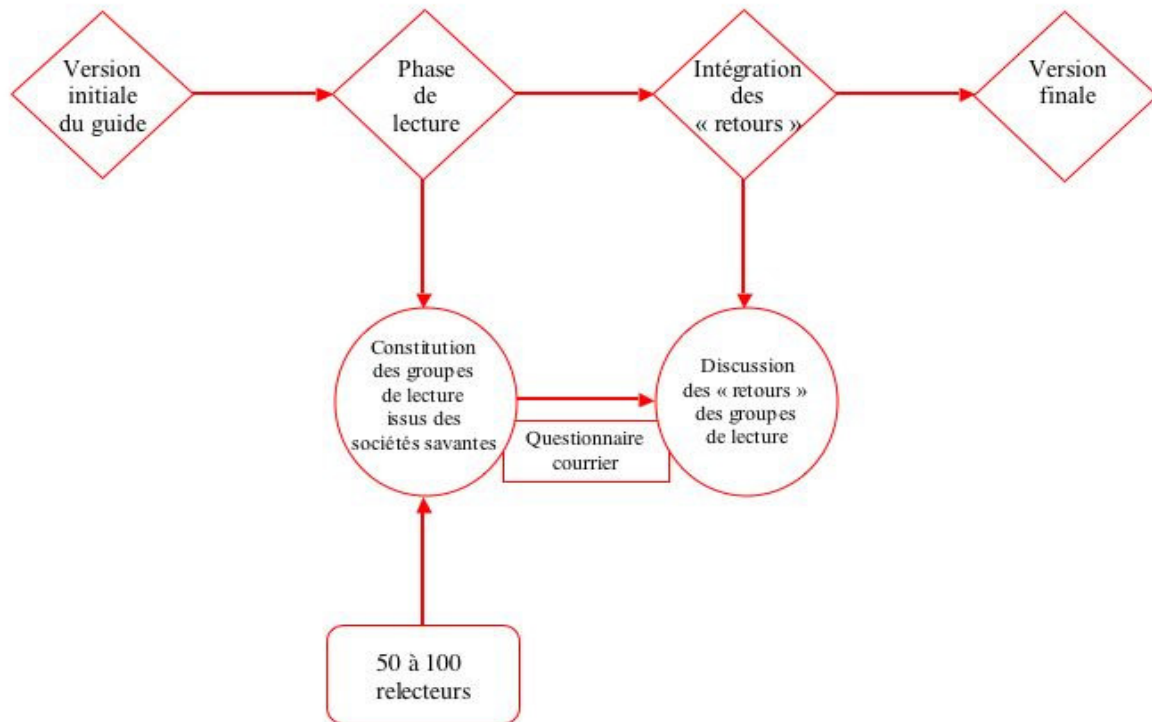 Version
initiale
du guide
Phase
de
lecture
Intégration
des
« retours »
Version
finale
Constitution
des groupes
de lecture
issus des
sociétés savantes
Questionnaire
courrier
Discussion
des « retours »
des groupes
de lecture
50 à 100
relecteurs